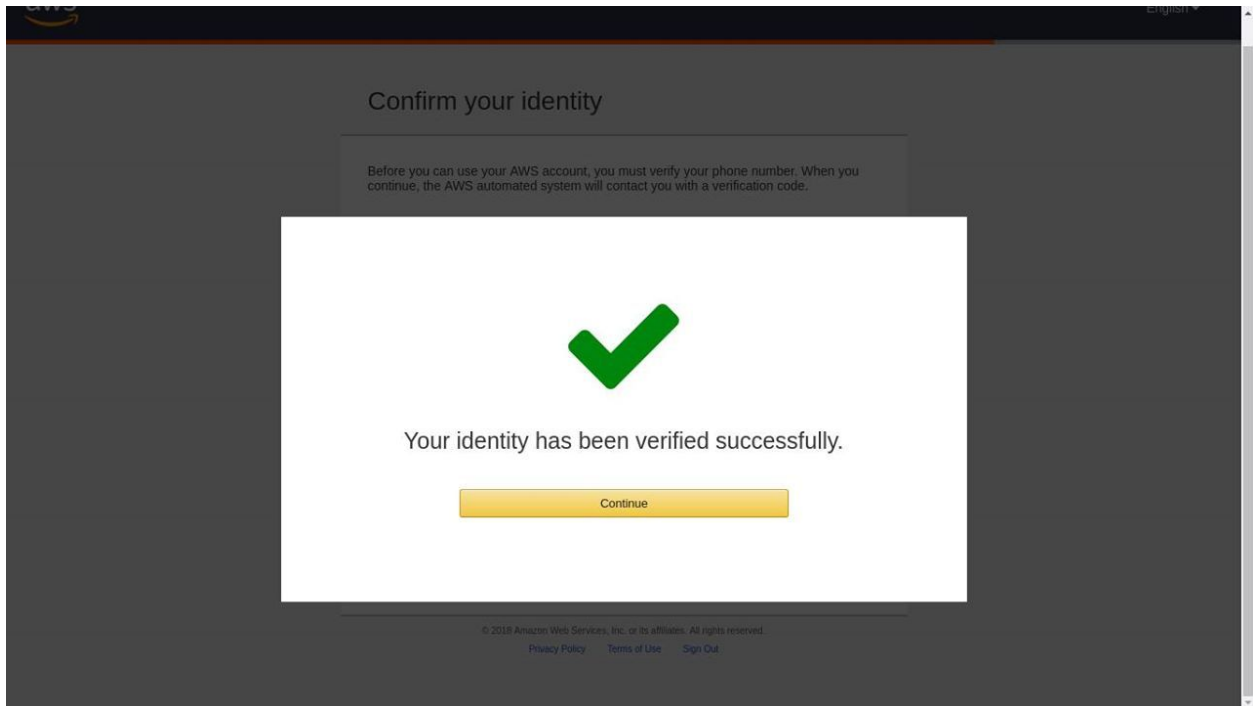 aws
English
Confirm your identity
Before you can use your AWS account, you must verify your phone number. When you
continue, the AWS automated system will contact you with a verification code.
Your identity has been verified successfully.
Continue
© 2018 Amazon Web Services, Inc. or its affiliates. All rights reserved.
Privacy Policy Terms of Use Sign Out